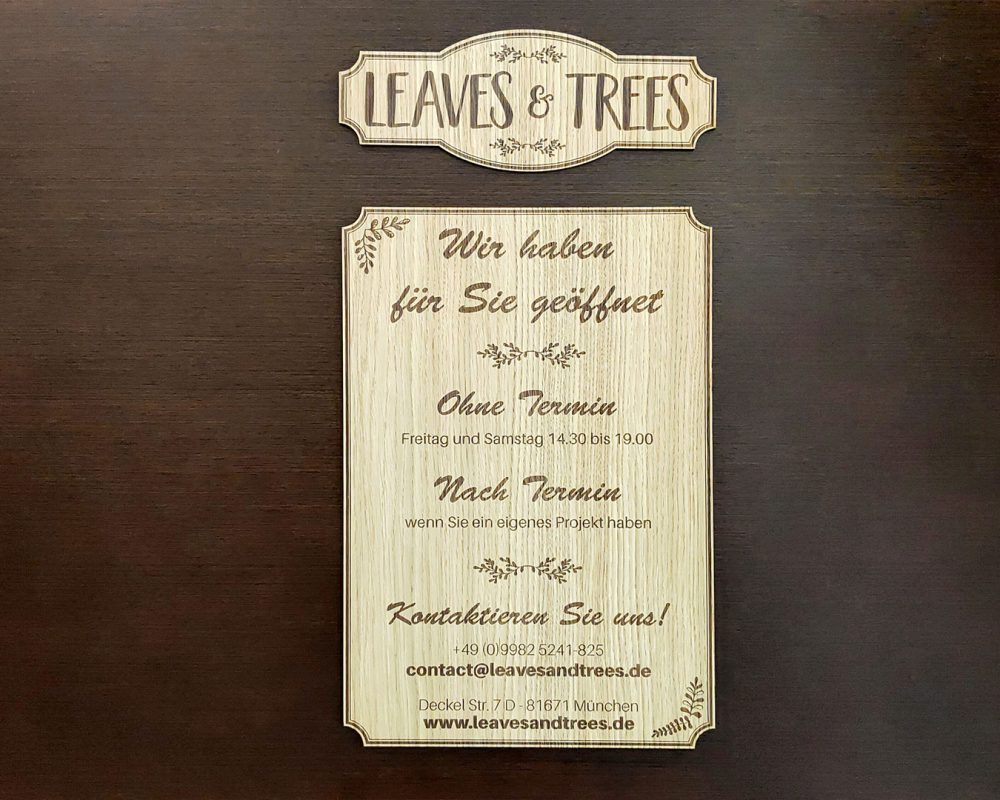 LEAVES & TREES
Wir haben
für Sie geöffnet
Ohne Termin
Freitag und Samstag 14.30 bis 19.00
Nach Termin
wenn Sie ein eigenes Projekt haben
Kontaktieren Sie uns!
+49 (0)9982 5241-825
contact@leavesandtrees.de
Deckel Str. 7 D - 81671 München
www.leavesandtrees.de